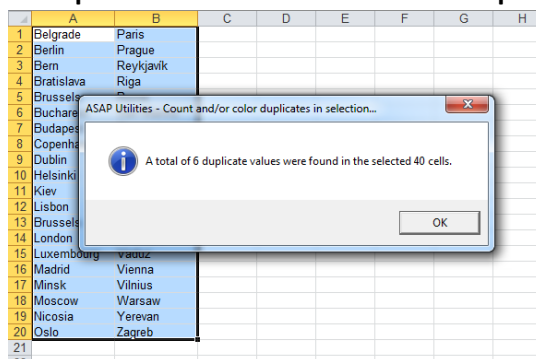 A B C D E F G H
1 Belgrade Paris
2 Berlin Prague
3 Bern Reykjavík
4 Bratislava Riga
5 Brussels
ASAP Utilities - Count and/or color duplicates in selection...
6
7
8
A total of 6 duplicate values were found in the selected 40 cells.
9 Dublin
10 Helsinki
11 Kiev
12 Lisbon
13 Brussels
OK
14 London
15 Luxembourg Vaduz
16 Madrid Vienna
17 Minsk Vilnius
18 Moscow Warsaw
19 Nicosia Yerevan
20 Oslo Zagreb
21